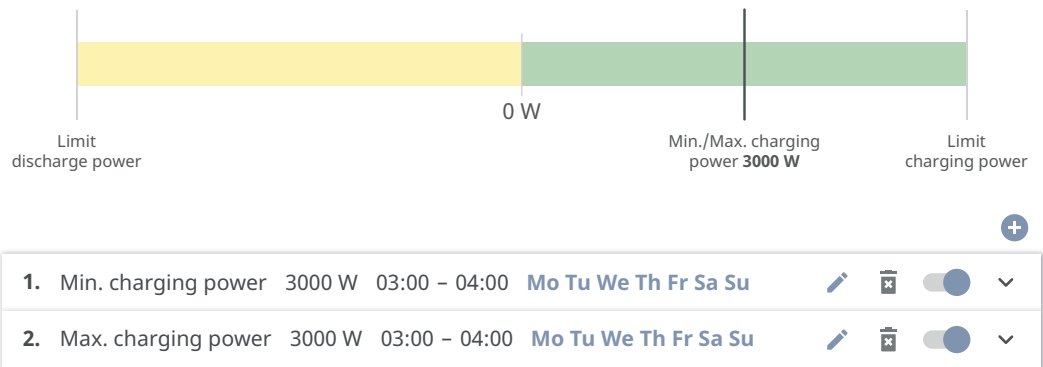 0 W
Limit
discharge power
Min./Max. charging
power 3000 W
Limit
charging power
1. Min. charging power 3000 W 03:00 – 04:00 Mo Tu We Th Fr Sa Su
2. Max. charging power 3000 W 03:00 – 04:00 Mo Tu We Th Fr Sa Su